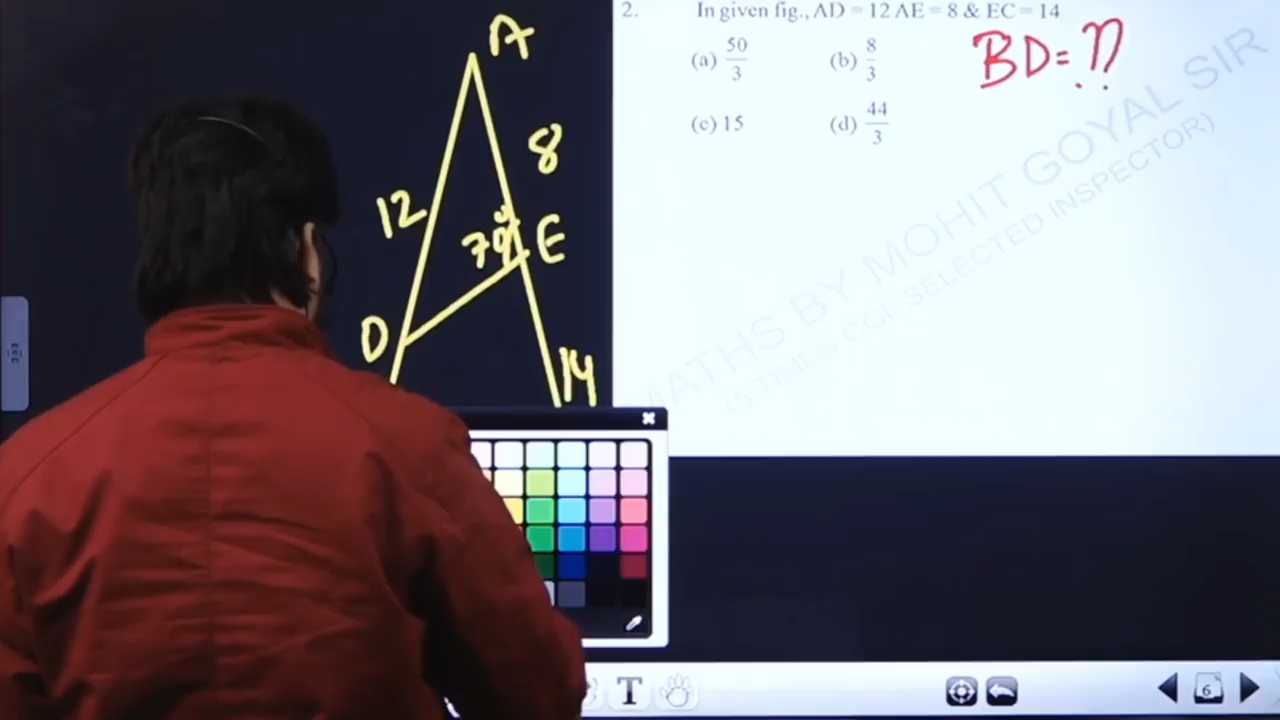 2. In given fig., AD = 12 AE = 8 & EC = 14
(a) 50/3 (b) 8/3
(c) 15 (d) 44/3
BD = ??
A
8
12
70°
E
D
14
MATHS BY MOHIT GOYAL SIR
(5 TIMES CGL SELECTED INSPECTOR)
T
6